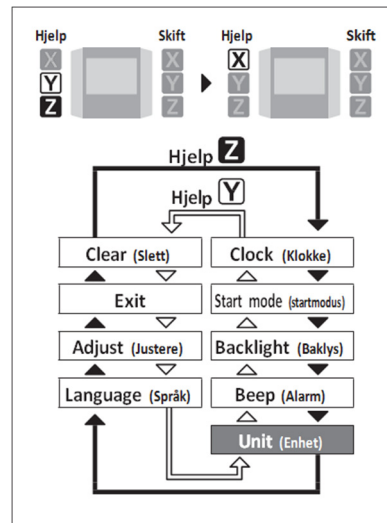 Hjelp Skift Hjelp Skift
X X X X
Y Y Y Y
Z Z Z Z
Hjelp Z
Hjelp Y
Clear (Slett) Clock (Klokke)
Exit Start mode (startmodus)
Adjust (Justere) Backlight (Baklys)
Language (Språk) Beep (Alarm)
Unit (Enhet)